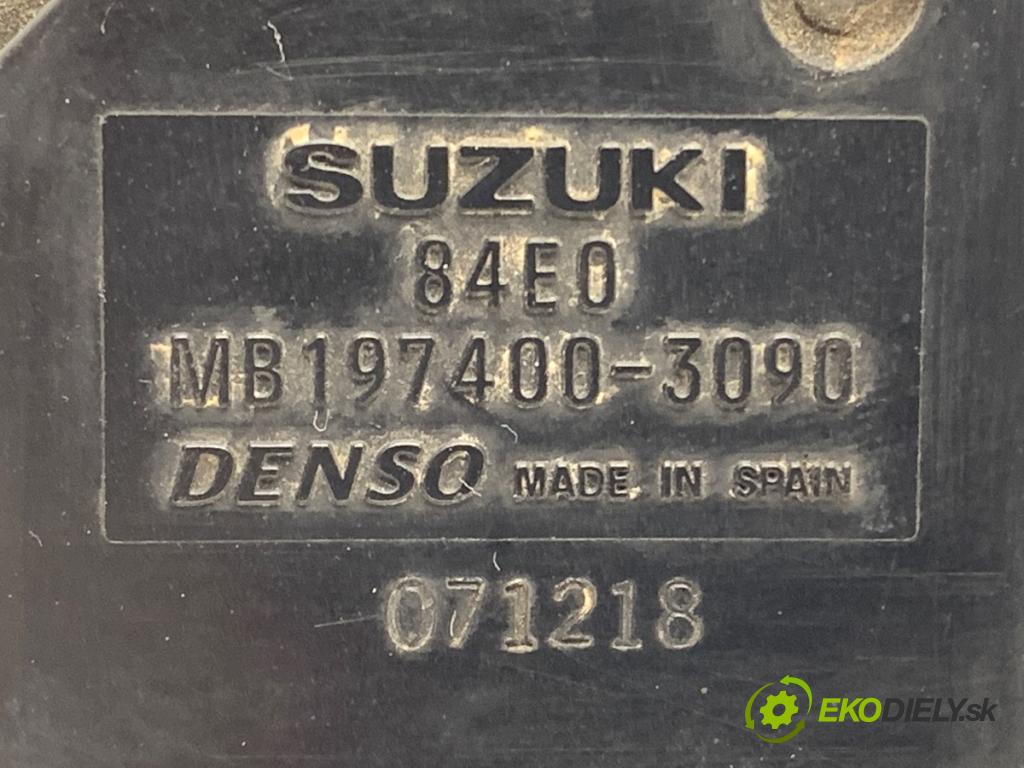 SUZUKI
84E0
MB197400-3090
DENSO MADE IN SPAIN
071218
EKODIELY.sk